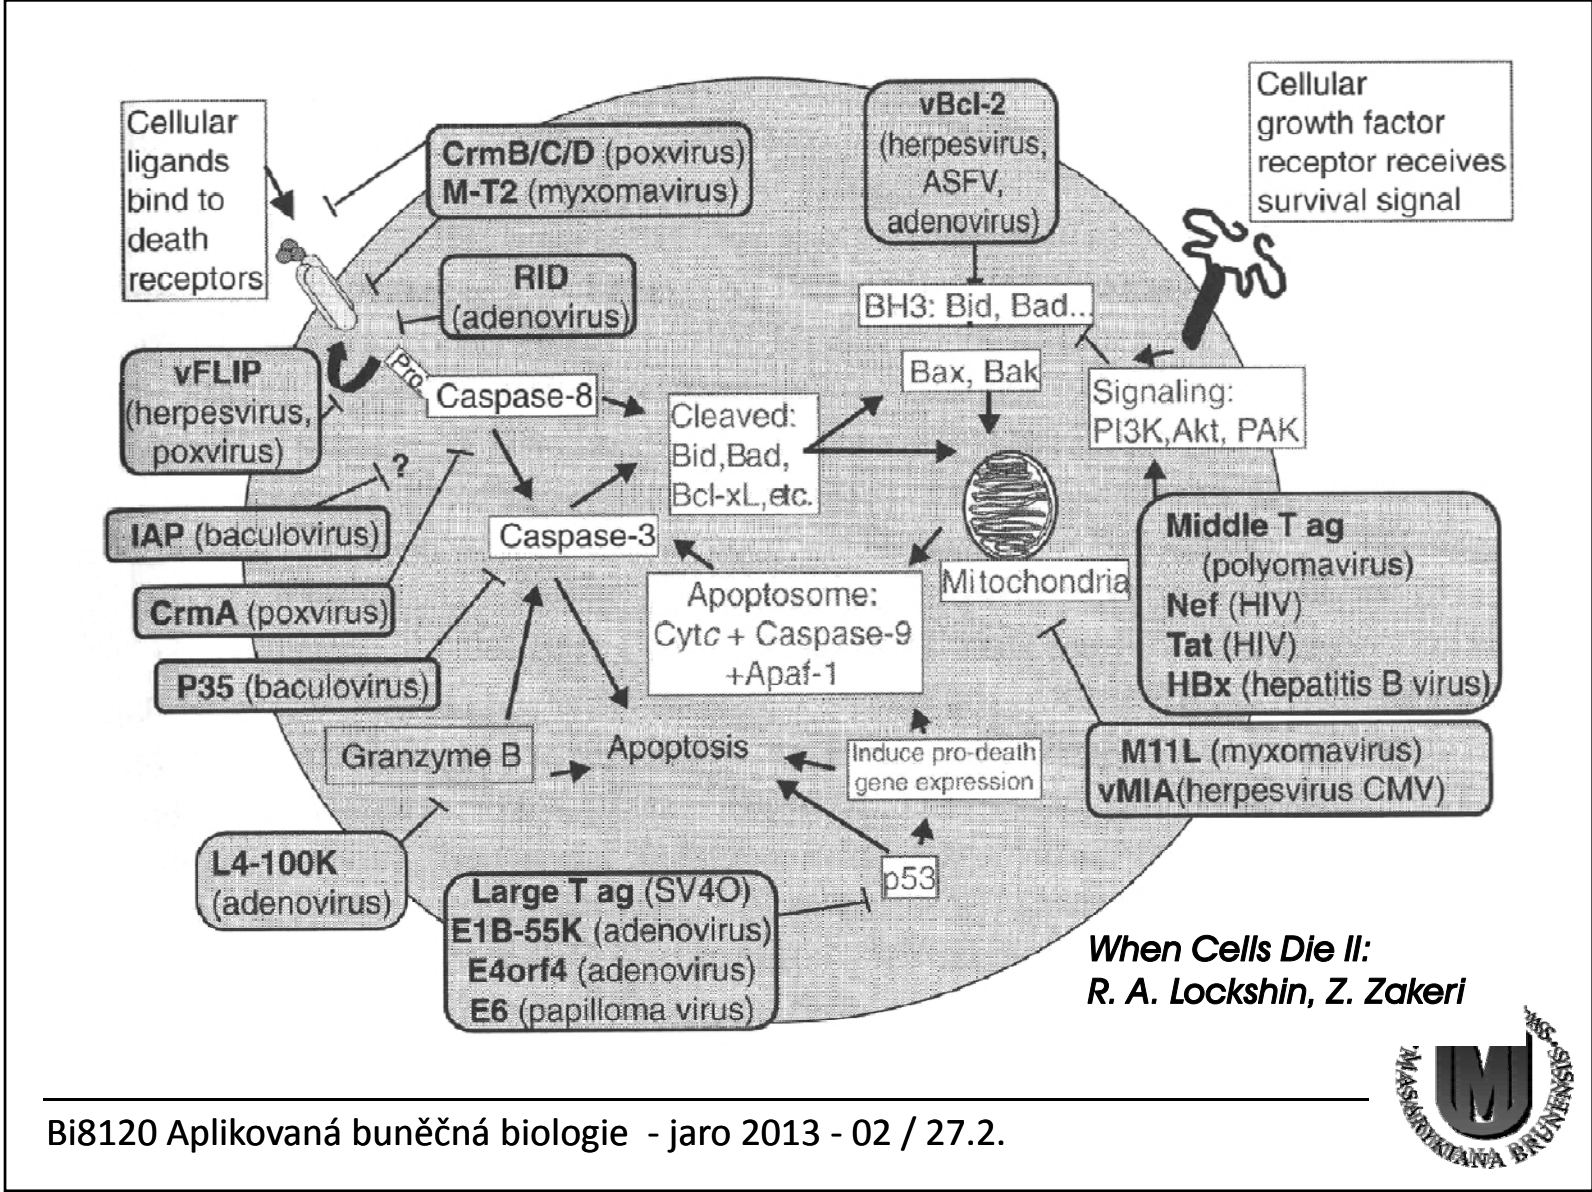 Cellular
ligands
bind to
death
receptors
CrmB/C/D (poxvirus)
M-T2 (myxomavirus)
vBcl-2
(herpesvirus,
ASFV,
adenovirus)
Cellular
growth factor
receptor receives
survival signal
RID
(adenovirus)
BH3: Bid, Bad...
vFLIP
(herpesvirus,
poxvirus)
Pro
Caspase-8
Bax, Bak
Cleaved:
Bid,Bad,
Bcl-xL,etc.
Signaling:
PI3K,Akt, PAK
?
IAP (baculovirus)
Caspase-3
Mitochondria
Middle T ag
(polyomavirus)
Nef (HIV)
Tat (HIV)
HBx (hepatitis B virus)
CrmA (poxvirus)
Apoptosome:
Cytc + Caspase-9
+Apaf-1
P35 (baculovirus)
Granzyme B
Apoptosis
Induce pro-death
gene expression
M11L (myxomavirus)
vMIA(herpesvirus CMV)
L4-100K
(adenovirus)
p53
Large T ag (SV4O)
E1B-55K (adenovirus)
E4orf4 (adenovirus)
E6 (papilloma virus)
When Cells Die II:
R. A. Lockshin, Z. Zakeri
Bi8120 Aplikovaná buněčná biologie - jaro 2013 - 02 / 27.2.
MASARYKIANA BRUNENSIS